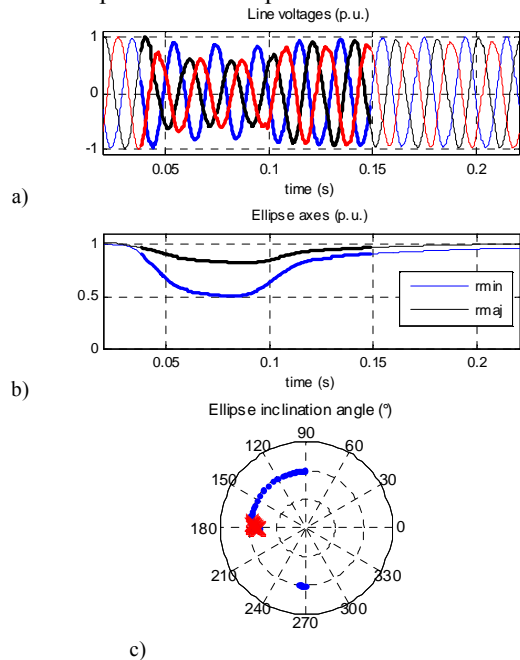 Line voltages (p.u.)
1
0
-1
0.05 0.1 0.15 0.2
time (s)
a)
Ellipse axes (p.u.)
1
0.5
0
rmin
rmaj
0.05 0.1 0.15 0.2
time (s)
b)
Ellipse inclination angle (º)
90
120 60
150 30
180 0
210 330
240 300
270
c)